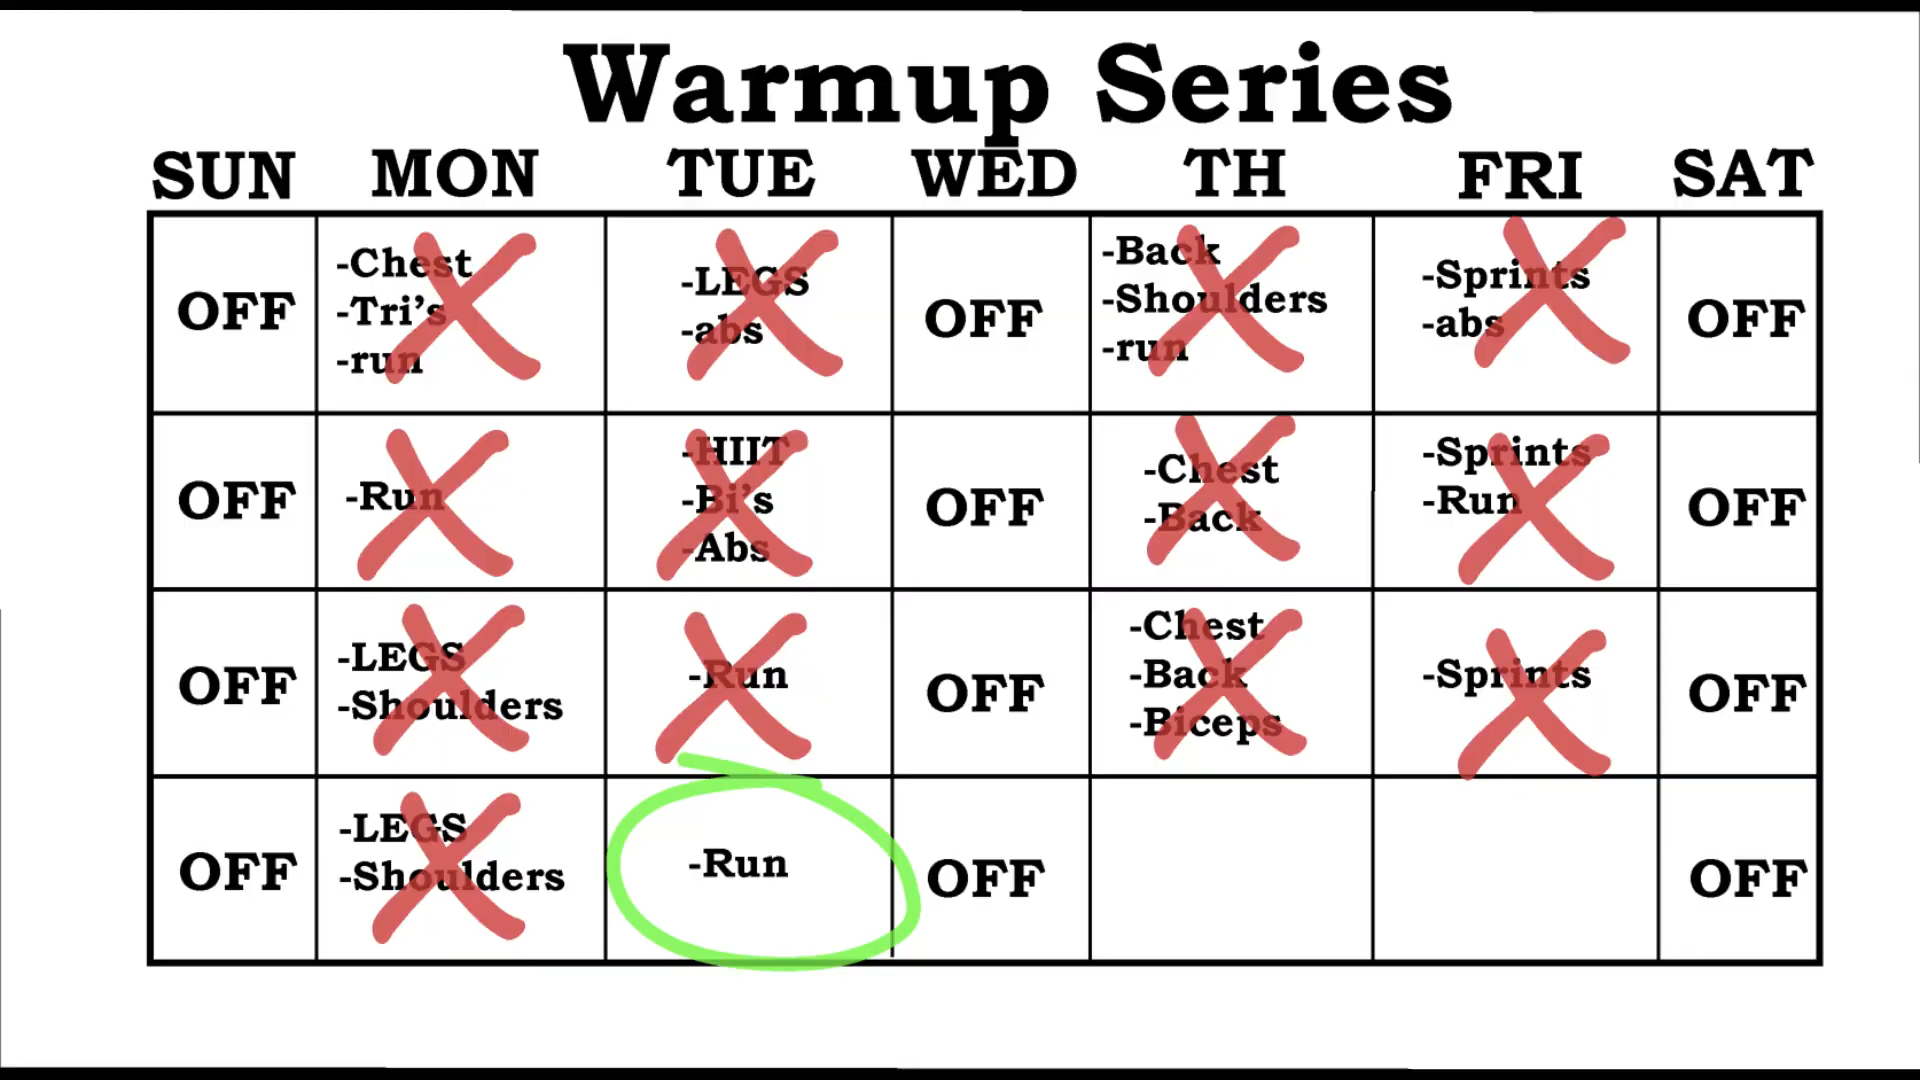 Warmup Series
SUN MON TUE WED TH FRI SAT
OFF
-Chest
-Tri's
-run
-LEGS
-abs
OFF
-Back
-Shoulders
-run
-Sprints
-abs
OFF
OFF
-Run
-HIIT
-Bi's
-Abs
OFF
-Chest
-Back
-Sprints
-Run
OFF
OFF
-LEGS
-Shoulders
-Run
OFF
-Chest
-Back
-Biceps
-Sprints
OFF
OFF
-LEGS
-Shoulders
-Run
OFF
OFF